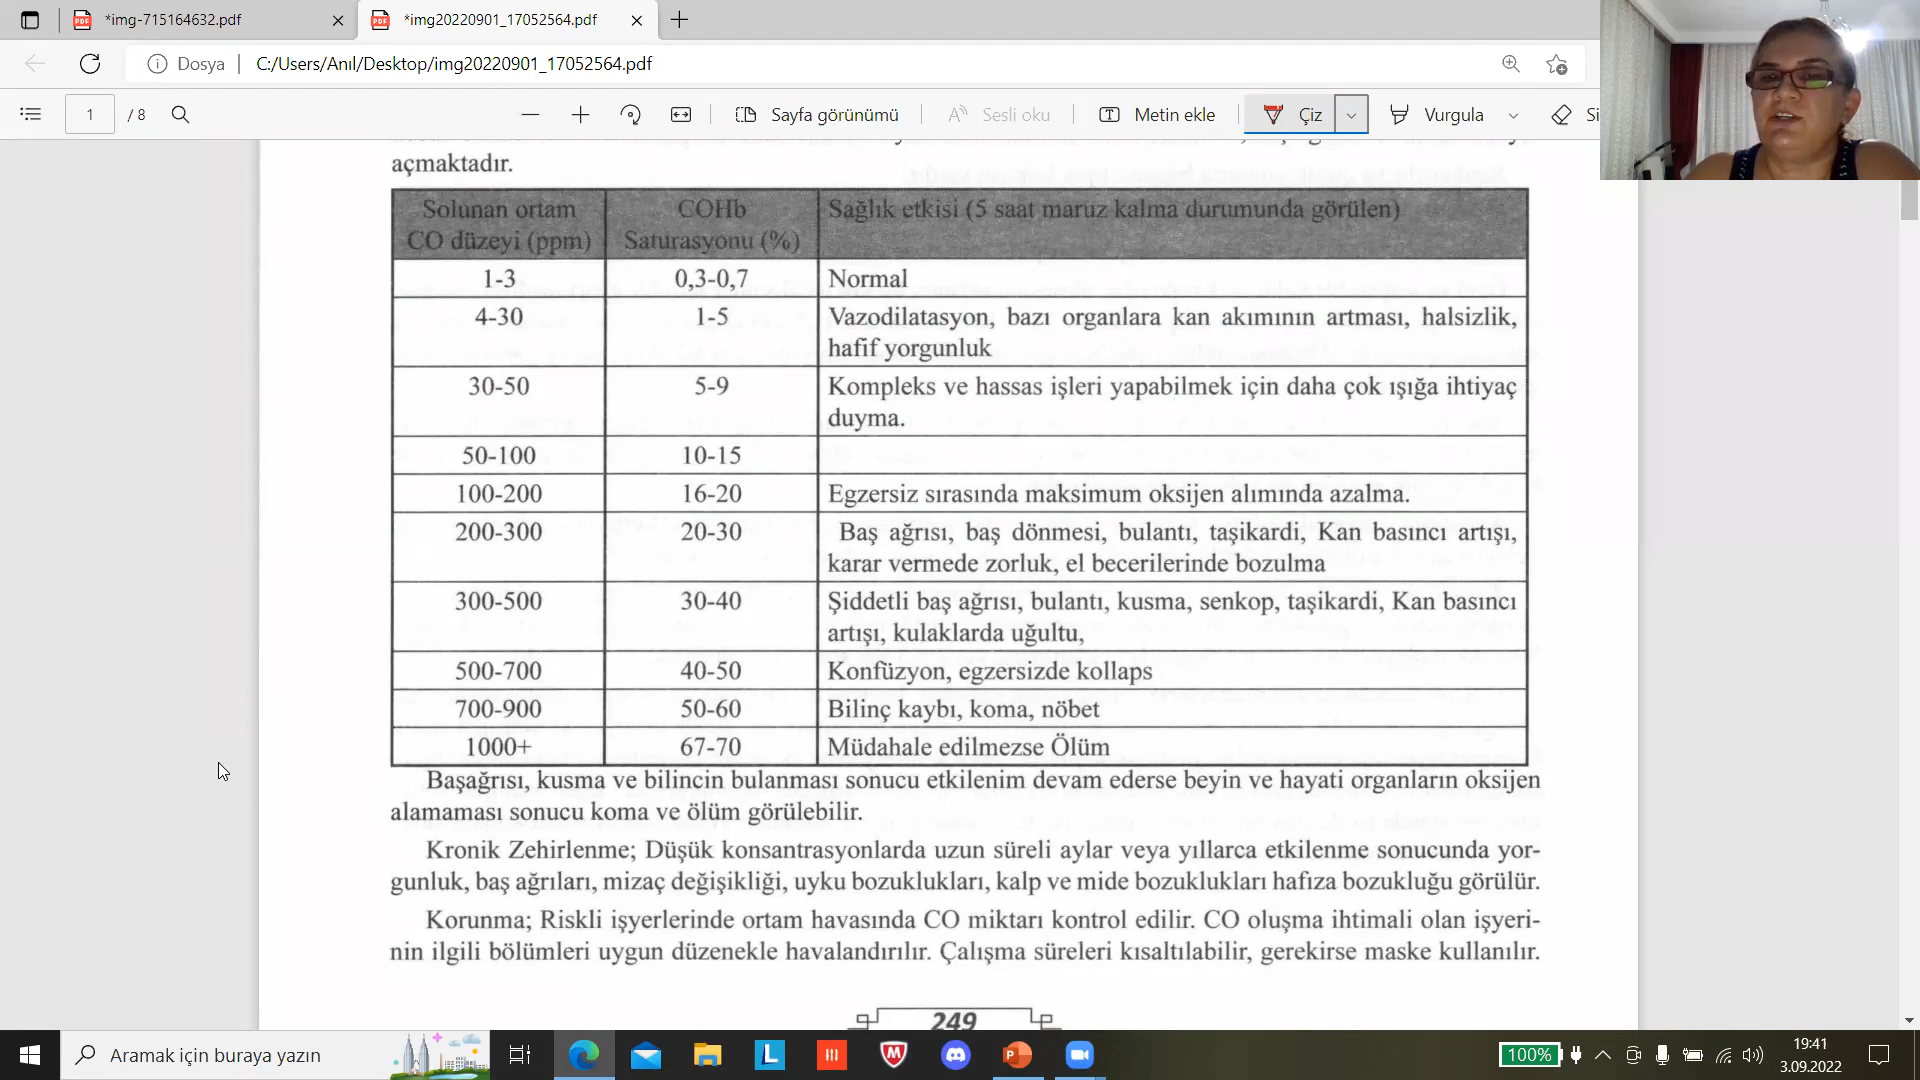 *img-715164632.pdf
*img20220901_17052564.pdf
Dosya
C:/Users/Anıl/Desktop/img20220901_17052564.pdf
1 / 8
Sayfa görünümü
Sesli oku
Metin ekle
Çiz
Vurgula
açmaktadır.
Solunan ortam CO düzeyi (ppm)
COHb Saturasyonu (%)
Sağlık etkisi (5 saat maruz kalma durumunda görülen)
1-3 0,3-0,7 Normal
4-30 1-5 Vazodilatasyon, bazı organlara kan akımının artması, halsizlik,
hafif yorgunluk
30-50 5-9 Kompleks ve hassas işleri yapabilmek için daha çok ışığa ihtiyaç
duyma.
50-100 10-15
100-200 16-20 Egzersiz sırasında maksimum oksijen alımında azalma.
200-300 20-30 Baş ağrısı, baş dönmesi, bulantı, taşikardi, Kan basıncı artışı,
karar vermede zorluk, el becerilerinde bozulma
300-500 30-40 Şiddetli baş ağrısı, bulantı, kusma, senkop, taşikardi, Kan basıncı
artışı, kulaklarda uğultu,
500-700 40-50 Konfüzyon, egzersizde kollaps
700-900 50-60 Bilinç kaybı, koma, nöbet
1000+ 67-70 Müdahale edilmezse Ölüm
Başağrısı, kusma ve bilincin bulanması sonucu etkilenim devam ederse beyin ve hayati organların oksijen
alamaması sonucu koma ve ölüm görülebilir.
Kronik Zehirlenme; Düşük konsantrasyonlarda uzun süreli aylar veya yıllarca etkilenme sonucunda yor-
gunluk, baş ağrıları, mizaç değişikliği, uyku bozuklukları, kalp ve mide bozuklukları hafıza bozukluğu görülür.
Korunma; Riskli işyerlerinde ortam havasında CO miktarı kontrol edilir. CO oluşma ihtimali olan işyeri-
nin ilgili bölümleri uygun düzenekle havalandırılır. Çalışma süreleri kısaltılabilir, gerekirse maske kullanılır.
249
Aramak için buraya yazın
100%
19:41
3.09.2022